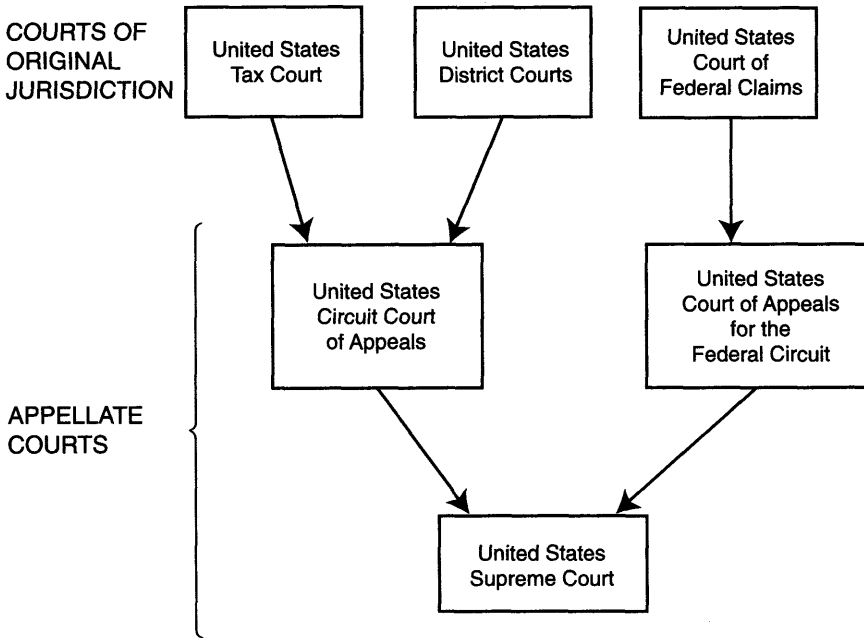 COURTS OF
ORIGINAL
JURISDICTION
United States
Tax Court
United States
District Courts
United States
Court of
Federal Claims
United States
Circuit Court
of Appeals
United States
Court of Appeals
for the
Federal Circuit
APPELLATE
COURTS
United States
Supreme Court